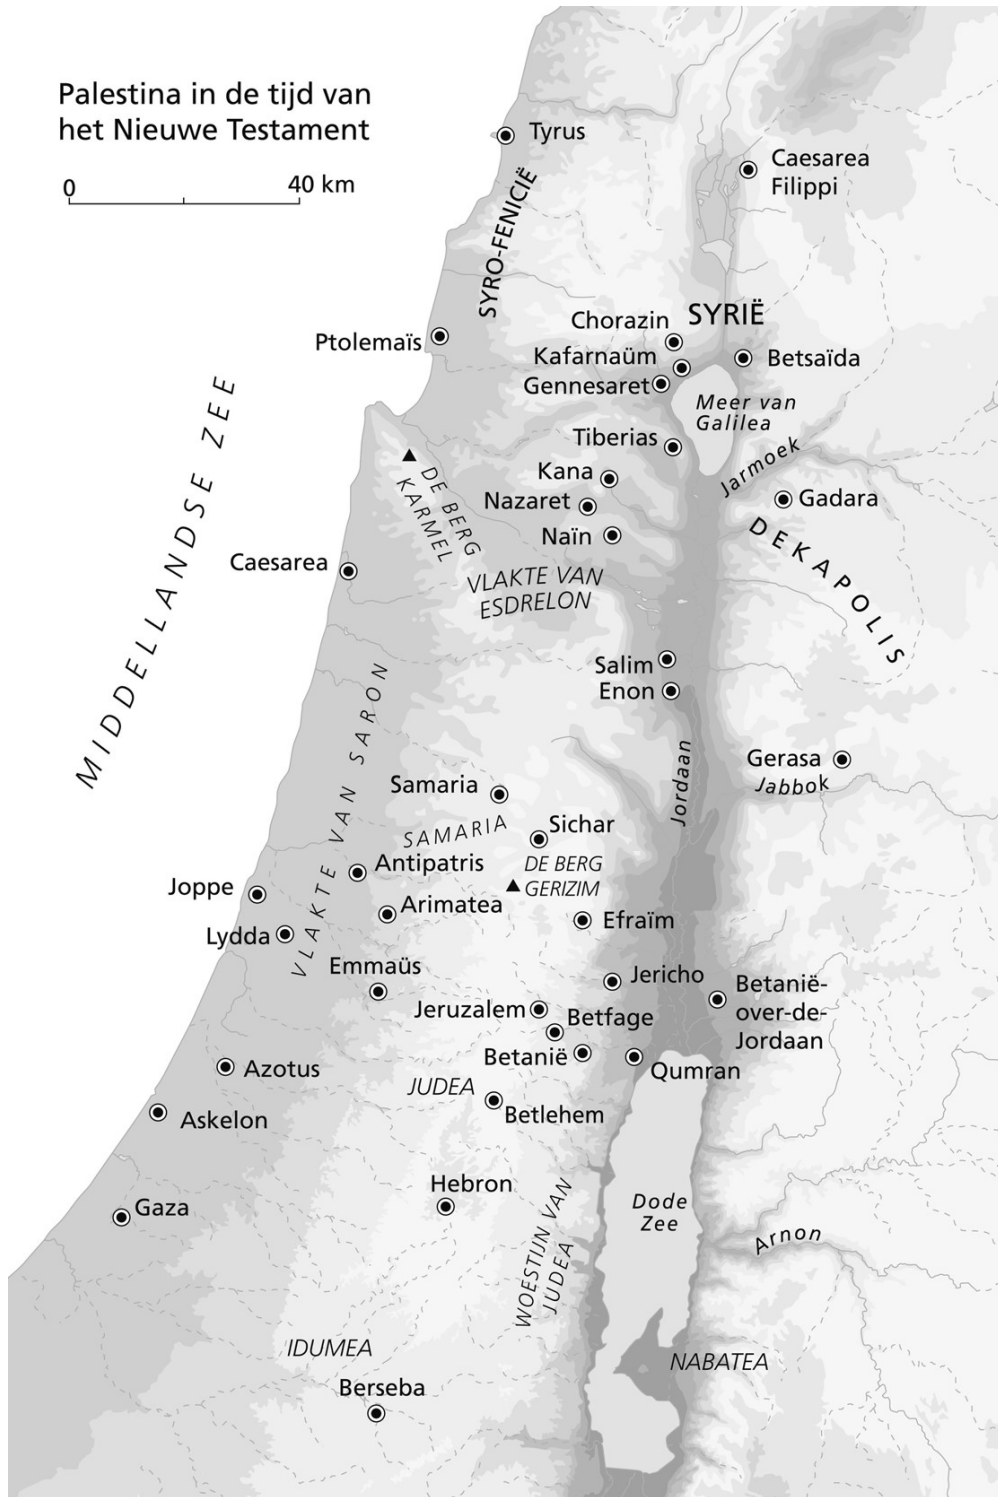 Palestina in de tijd van
het Nieuwe Testament
0 40 km
Tyrus
Caesarea
Filippi
SYRO-FENICIË
SYRIË
Chorazin
Ptolemaïs
Kafarnaüm
Betsaïda
Gennesaret
Meer van
Galilea
MIDDELLANDSE ZEE
Tiberias
Jarmoek
Kana
DE BERG
KARMEL
Nazaret
Gadara
Naïn
DEKAPOLIS
Caesarea
VLAKTE VAN
ESDRELON
Salim
Enon
VLAKTE VAN SARON
Jordaan
Gerasa
Jabbok
Samaria
SAMARIA
Sichar
Antipatris
DE BERG
GERIZIM
Joppe
Arimatea
Efraïm
Lydda
Emmaüs
Jericho
Betanië-
over-de-
Jordaan
Jeruzalem
Betfage
Betanië
Qumran
Azotus
JUDEA
Betlehem
Askelon
Hebron
Gaza
Dode
Zee
WOESTIJN VAN
JUDEA
Arnon
IDUMEA
NABATEA
Berseba